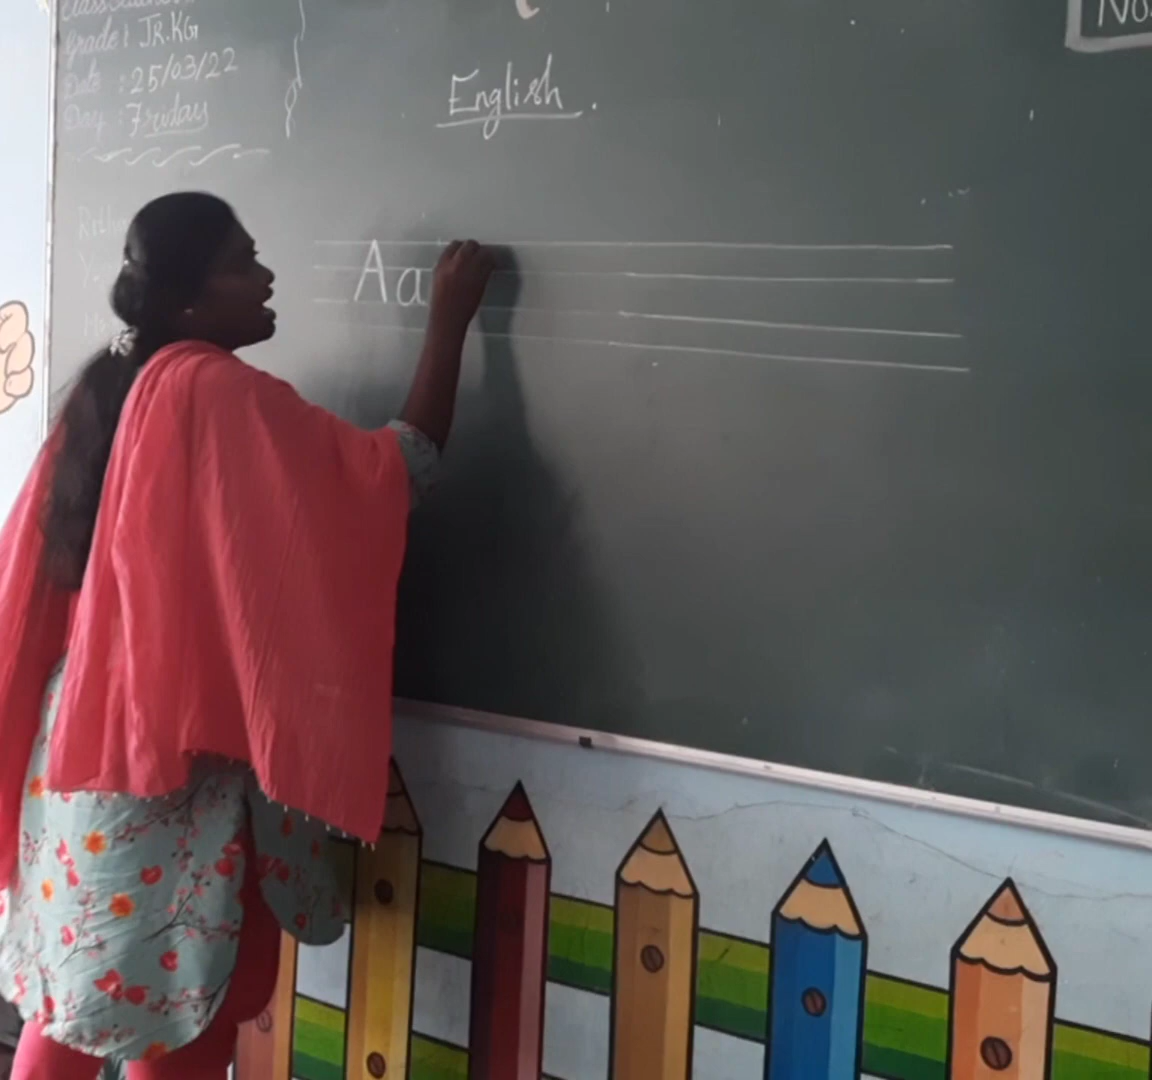 Grade : JR.KG
Date : 25/03/22
Day : Friday
English.
Aa